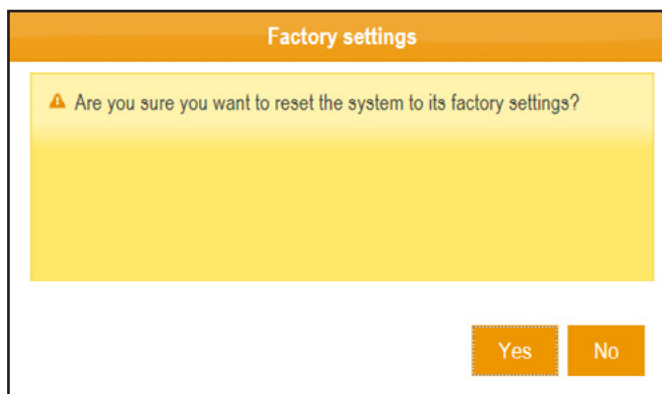 Factory settings
Are you sure you want to reset the system to its factory settings?
Yes No